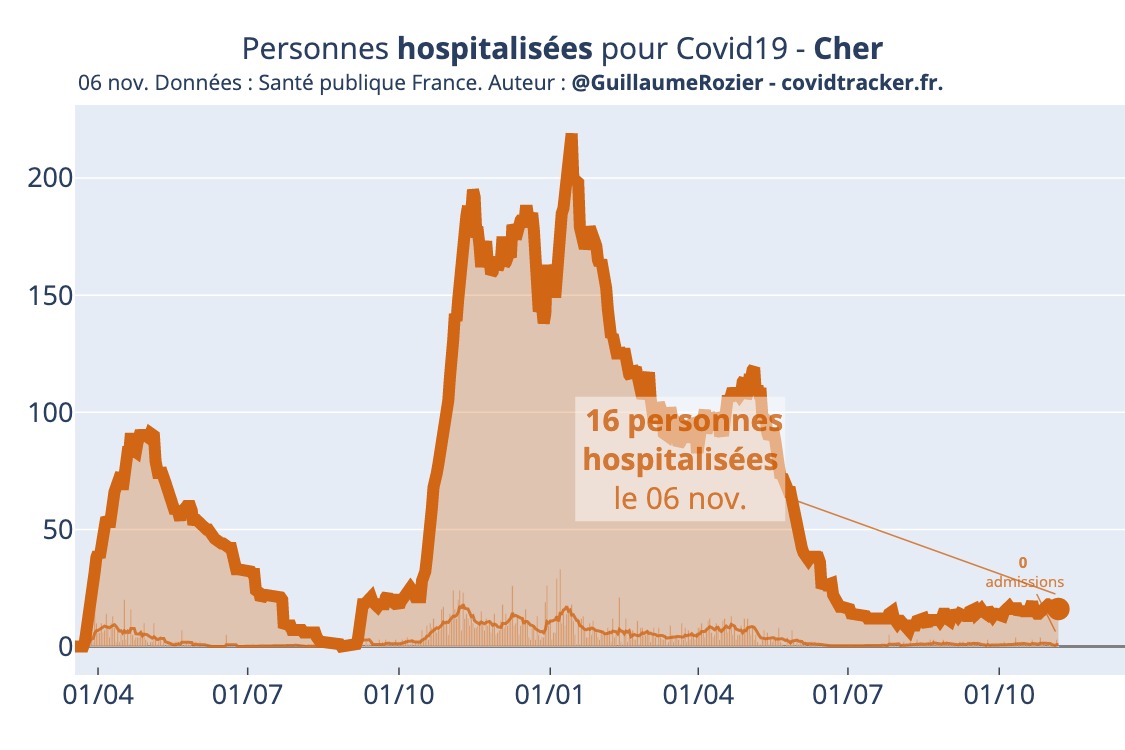 Personnes hospitalisées pour Covid19 - Cher
06 nov. Données : Santé publique France. Auteur : @GuillaumeRozier - covidtracker.fr.
200
150
100
50
0
16 personnes
hospitalisées
le 06 nov.
0
admissions
01/04
01/07
01/10
01/01
01/04
01/07
01/10